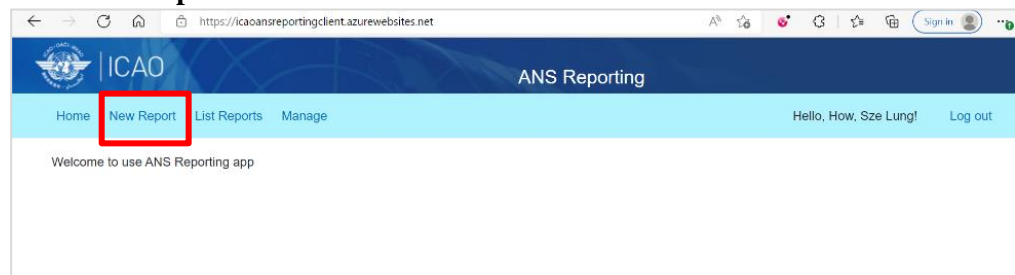 https://icaoansreportingclient.azurewebsites.net
Sign in
ICAO
ANS Reporting
Home New Report List Reports Manage Hello, How, Sze Lung! Log out
Welcome to use ANS Reporting app